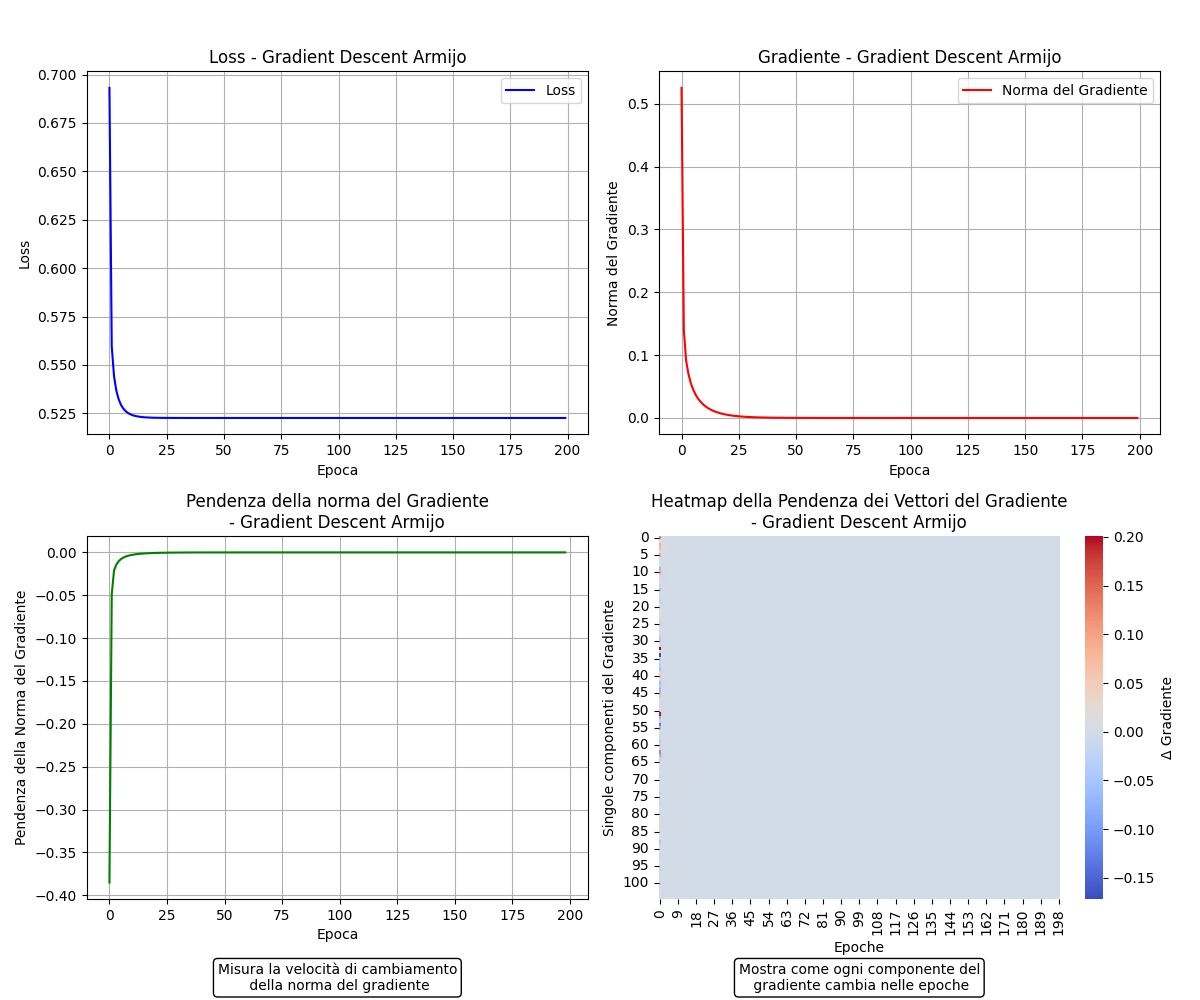 Loss - Gradient Descent Armijo
0.700
0.675
0.650
0.625
0.600
0.575
0.550
0.525
Loss
Loss
0 25 50 75 100 125 150 175 200
Epoca
Gradiente - Gradient Descent Armijo
0.5
0.4
0.3
0.2
0.1
0.0
Norma del Gradiente
Norma del Gradiente
0 25 50 75 100 125 150 175 200
Epoca
Pendenza della norma del Gradiente
- Gradient Descent Armijo
0.00
−0.05
−0.10
−0.15
−0.20
−0.25
−0.30
−0.35
−0.40
Pendenza della Norma del Gradiente
0 25 50 75 100 125 150 175 200
Epoca
Misura la velocità di cambiamento
della norma del gradiente
Heatmap della Pendenza dei Vettori del Gradiente
- Gradient Descent Armijo
0
5
10
15
20
25
30
35
40
45
50
55
60
65
70
75
80
85
90
95
100
Singole componenti del Gradiente
0 9 18 27 36 45 54 63 72 81 90 99 108 117 126 135 144 153 162 171 180 189 198
Epoche
0.20
0.15
0.10
0.05
0.00
−0.05
−0.10
−0.15
Δ Gradiente
Mostra come ogni componente del
gradiente cambia nelle epoche